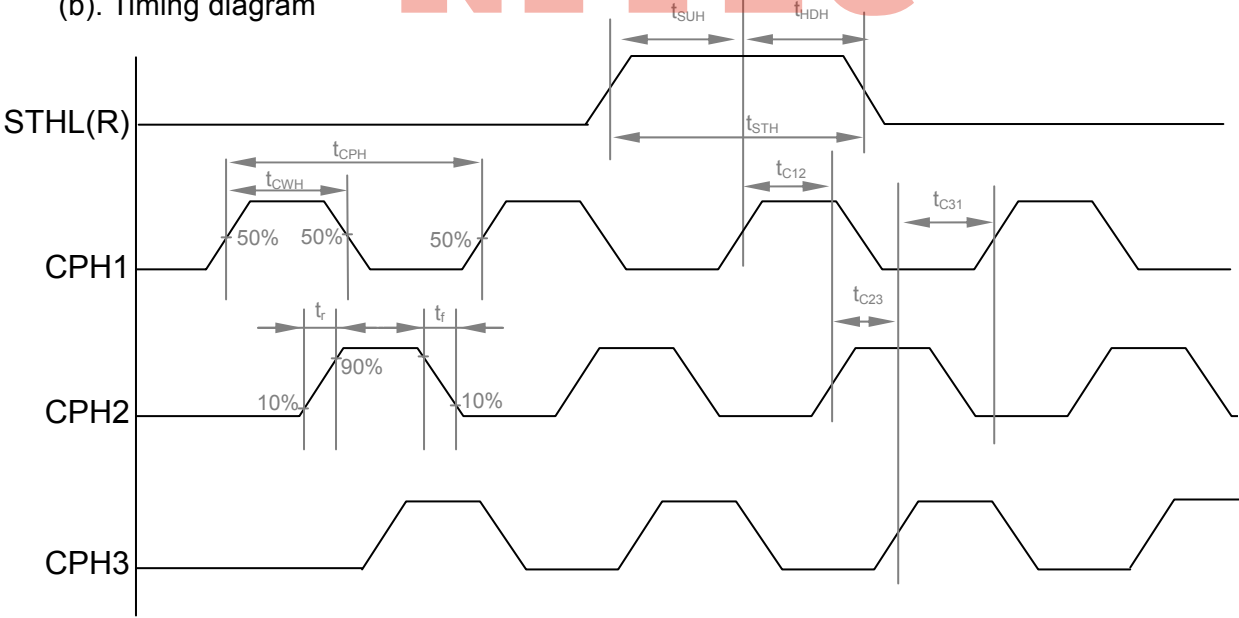 (b). Timing diagram
tSUH tHDH
STHL(R)
tSTH
tCPH
tCWH
tC12
tC31
50% 50% 50%
CPH1
tC23
tr tf
90%
10% 10%
CPH2
CPH3